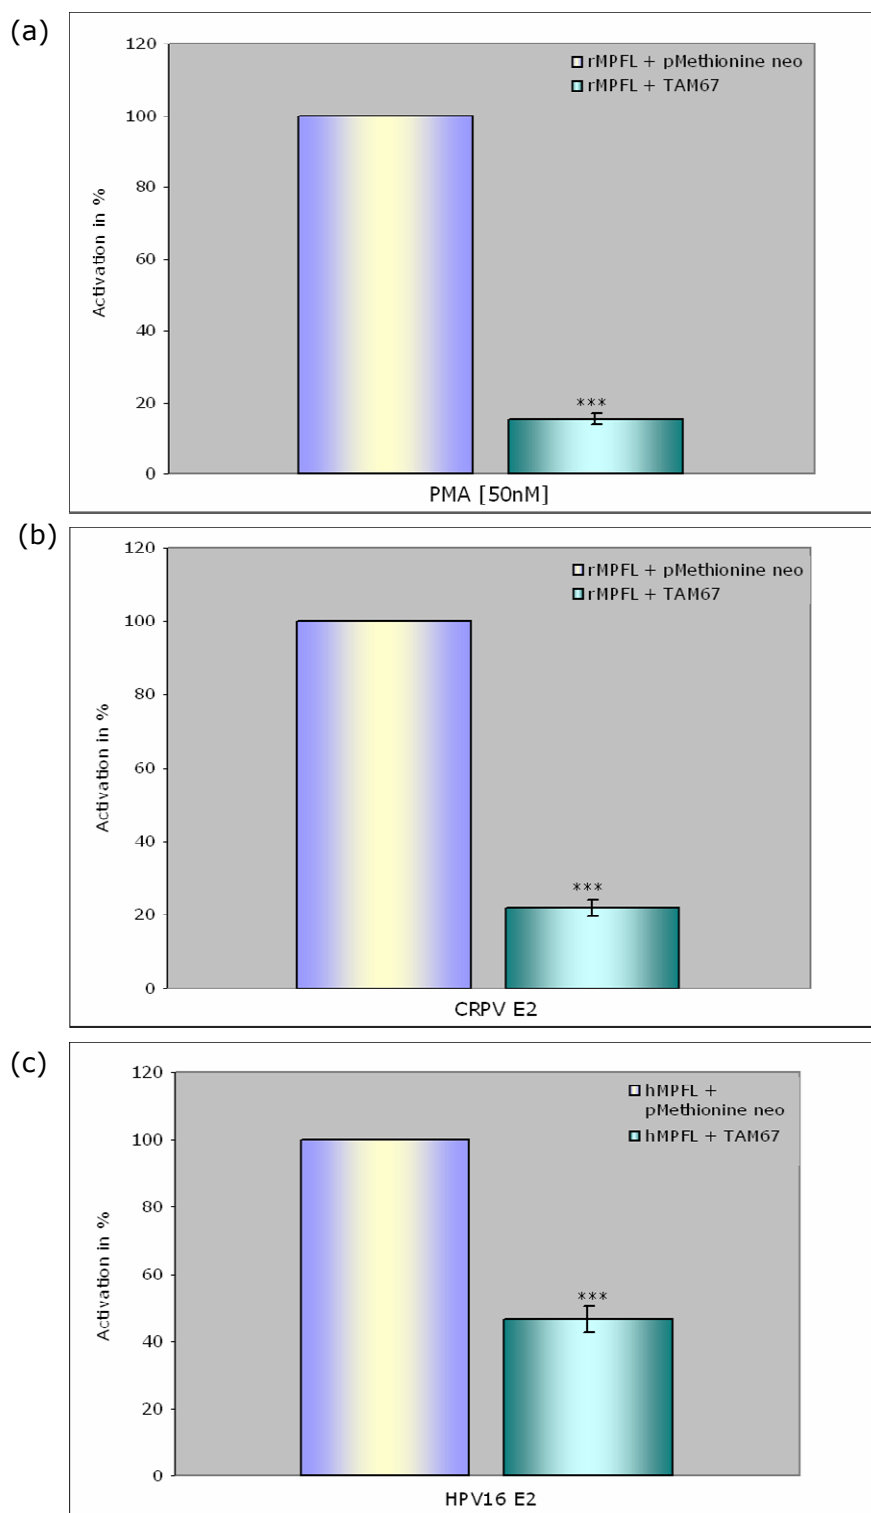 (a)
120
100
80
60
40
20
0
Activation in %
rMPFL + pMethionine neo
rMPFL + TAM67
***
PMA [50nM]
(b)
120
100
80
60
40
20
0
Activation in %
rMPFL + pMethionine neo
rMPFL + TAM67
***
CRPV E2
(c)
120
100
80
60
40
20
0
Activation in %
hMPFL +
pMethionine neo
hMPFL + TAM67
***
HPV16 E2